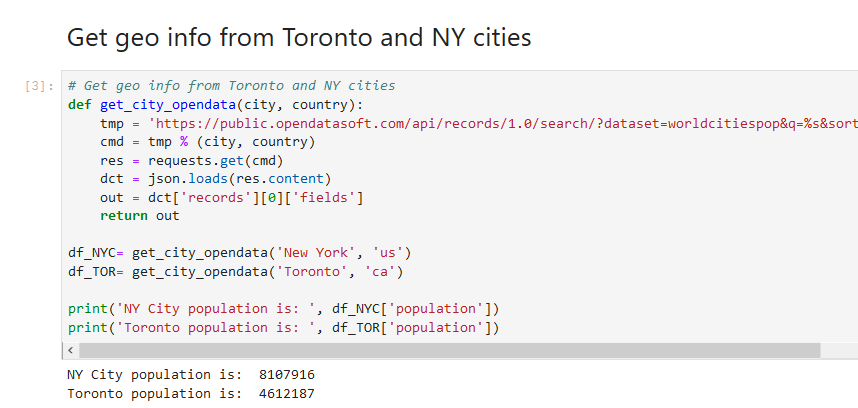 Get geo info from Toronto and NY cities
[3]: # Get geo info from Toronto and NY cities
def get_city_opendata(city, country):
    tmp = 'https://public.opendatasoft.com/api/records/1.0/search/?dataset=worldcitiespop&q=%s&sort
    cmd = tmp % (city, country)
    res = requests.get(cmd)
    dct = json.loads(res.content)
    out = dct['records'][0]['fields']
    return out
df_NYC= get_city_opendata('New York', 'us')
df_TOR= get_city_opendata('Toronto', 'ca')
print('NY City population is: ', df_NYC['population'])
print('Toronto population is: ', df_TOR['population'])
NY City population is:  8107916
Toronto population is:  4612187